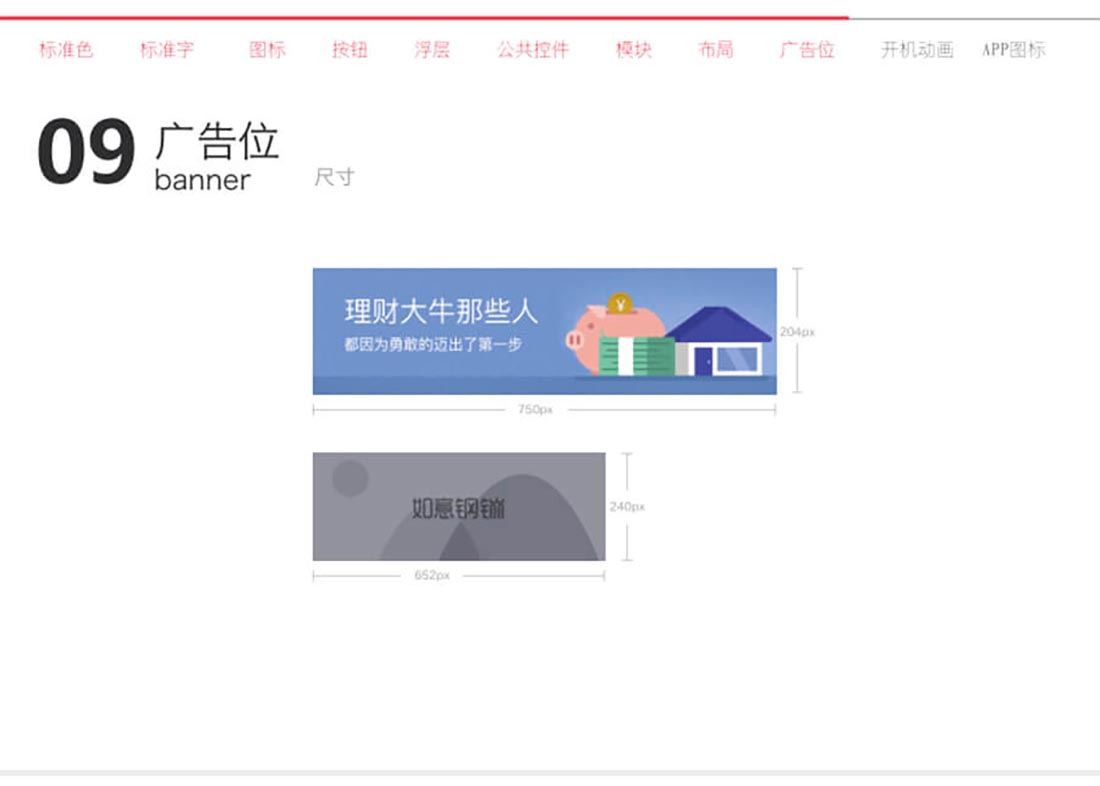 标准色 标准字 图标 按钮 浮层 公共控件 模块 布局 广告位 开机动画 APP图标
09 广告位
banner
尺寸
理财大牛那些人
都因为勇敢的迈出了第一步
204px
750px
如意钢镚
240px
652px